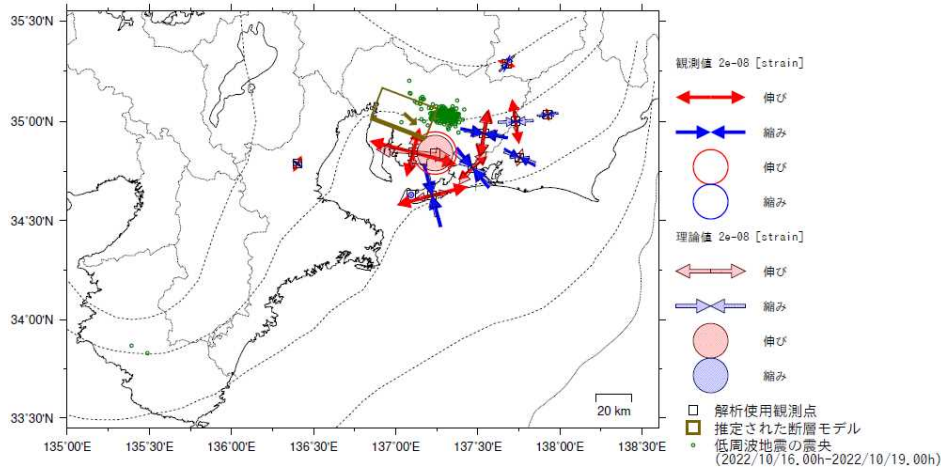 35°30'N
35°00'N
34°30'N
34°00'N
33°30'N
135°00'E
135°30'E
136°00'E
136°30'E
137°00'E
137°30'E
138°00'E
138°30'E
20 km
観測値 2e-08 [strain]
伸び
縮み
伸び
縮み
理論値 2e-08 [strain]
伸び
縮み
伸び
縮み
解析使用観測点
推定された断層モデル
低周波地震の震央
(2022/10/16.00h-2022/10/19.00h)